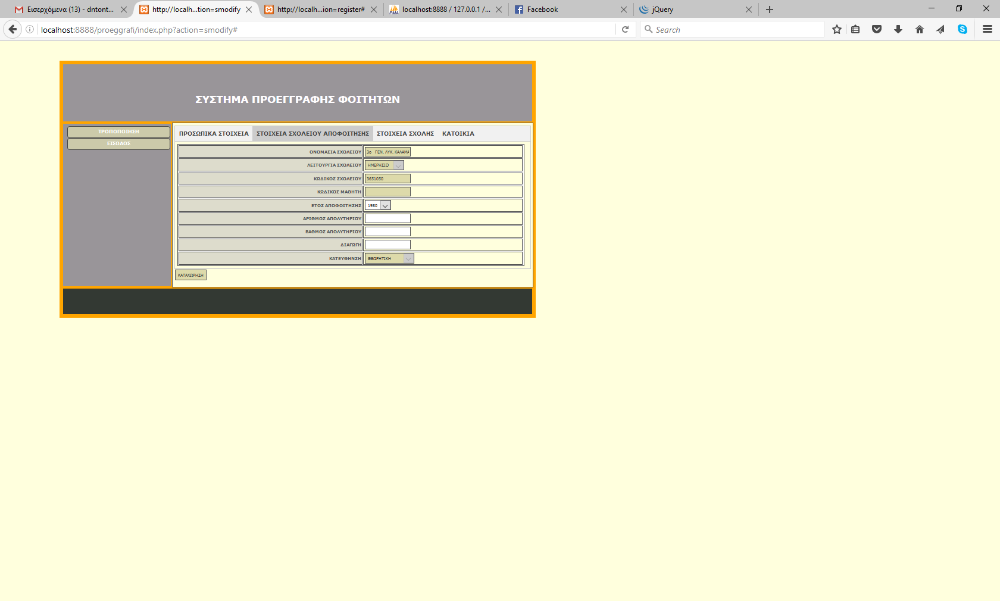 Εισερχόμενα (13) - dntont...
http://localh...tion=smodify
http://localh...ion=register#
localhost:8888 / 127.0.0.1 /...
Facebook
jQuery
localhost:8888/proeggrafi/index.php?action=smodify#
Search
ΣΥΣΤΗΜΑ ΠΡΟΕΓΓΡΑΦΗΣ ΦΟΙΤΗΤΩΝ
ΤΡΟΠΟΠΟΙΗΣΗ
ΕΙΣΟΔΟΣ
ΠΡΟΣΩΠΙΚΑ ΣΤΟΙΧΕΙΑ ΣΤΟΙΧΕΙΑ ΣΧΟΛΕΙΟΥ ΑΠΟΦΟΙΤΗΣΗΣ ΣΤΟΙΧΕΙΑ ΣΧΟΛΗΣ ΚΑΤΟΙΚΙΑ
ΟΝΟΜΑΣΙΑ ΣΧΟΛΕΙΟΥ 3ο ΓΕΝ. ΛΥΚ. ΚΑΛΑΜΑ
ΛΕΙΤΟΥΡΓΙΑ ΣΧΟΛΕΙΟΥ ΗΜΕΡΗΣΙΟ
ΚΩΔΙΚΟΣ ΣΧΟΛΕΙΟΥ 3651050
ΚΩΔΙΚΟΣ ΜΑΘΗΤΗ
ΕΤΟΣ ΑΠΟΦΟΙΤΗΣΗΣ 1980
ΑΡΙΘΜΟΣ ΑΠΟΛΥΤΗΡΙΟΥ
ΒΑΘΜΟΣ ΑΠΟΛΥΤΗΡΙΟΥ
ΔΙΑΓΩΓΗ
ΚΑΤΕΥΘΗΝΣΗ ΘΕΩΡΗΤΙΚΗ
ΚΑΤΑΧΩΡΗΣΗ